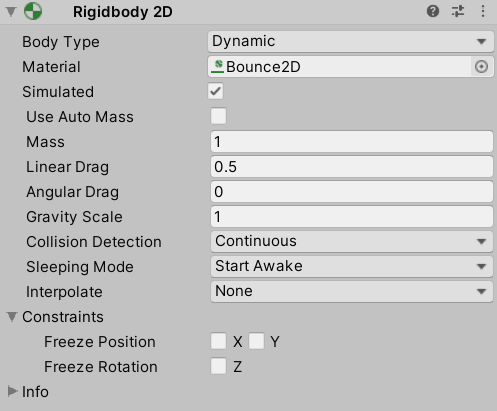 Rigidbody 2D
Body Type Dynamic
Material Bounce2D
Simulated
Use Auto Mass
Mass 1
Linear Drag 0.5
Angular Drag 0
Gravity Scale 1
Collision Detection Continuous
Sleeping Mode Start Awake
Interpolate None
Constraints
Freeze Position X Y
Freeze Rotation Z
Info